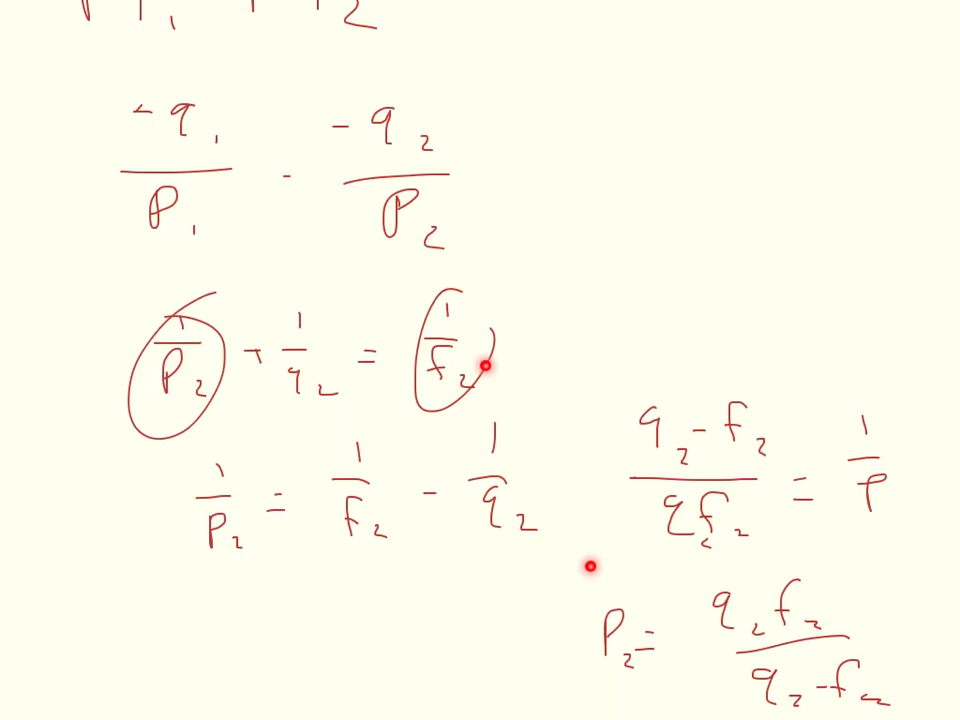 -q₁/P₁ · -q₂/P₂
1/P₂ + 1/q₂ = 1/f₂
1/P₂ = 1/f₂ - 1/q₂
(q₂-f₂)/(q₂f₂) = 1/P
P₂ = q₂f₂/(q₂-f₂)